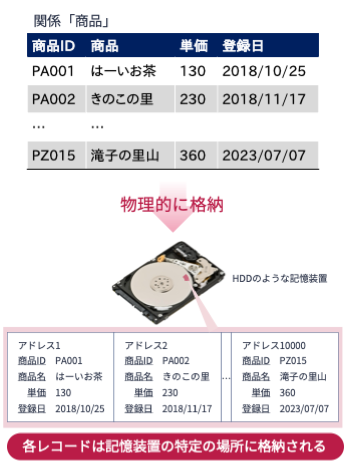 関係「商品」
商品ID 商品 単価 登録日
PA001 はーいお茶 130 2018/10/25
PA002 きのこの里 230 2018/11/17
… …
PZ015 滝子の里山 360 2023/07/07
物理的に格納
HDDのような記憶装置
アドレス1
商品ID PA001
商品名 はーいお茶
単価 130
登録日 2018/10/25
アドレス2
商品ID PA002
商品名 きのこの里
単価 230
登録日 2018/11/17
…
アドレス10000
商品ID PZ015
商品名 滝子の里山
単価 360
登録日 2023/07/07
各レコードは記憶装置の特定の場所に格納される